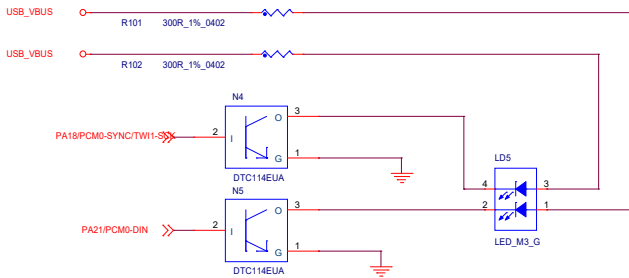 USB_VBUS
R101 300R_1%_0402
USB_VBUS
R102 300R_1%_0402
N4
3
O
PA18/PCM0-SYNC/TWI1-SCK
2
I
1
G
DTC114EUA
LD5
N5
4
3
3
O
2
1
PA21/PCM0-DIN
2
I
LED_M3_G
1
G
DTC114EUA